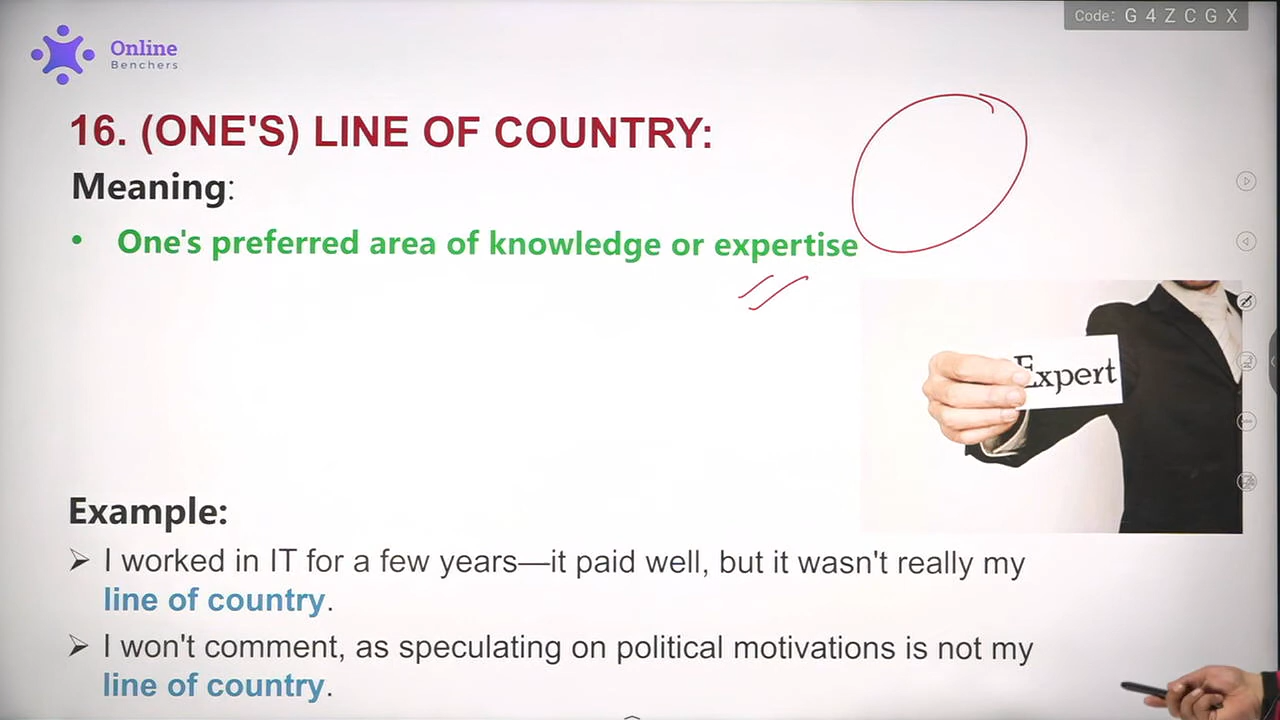 Code: G 4 Z C G X
Online
Benchers
16. (ONE'S) LINE OF COUNTRY:
Meaning:
• One's preferred area of knowledge or expertise
Expert
Example:
➢ I worked in IT for a few years—it paid well, but it wasn't really my
line of country.
➢ I won't comment, as speculating on political motivations is not my
line of country.